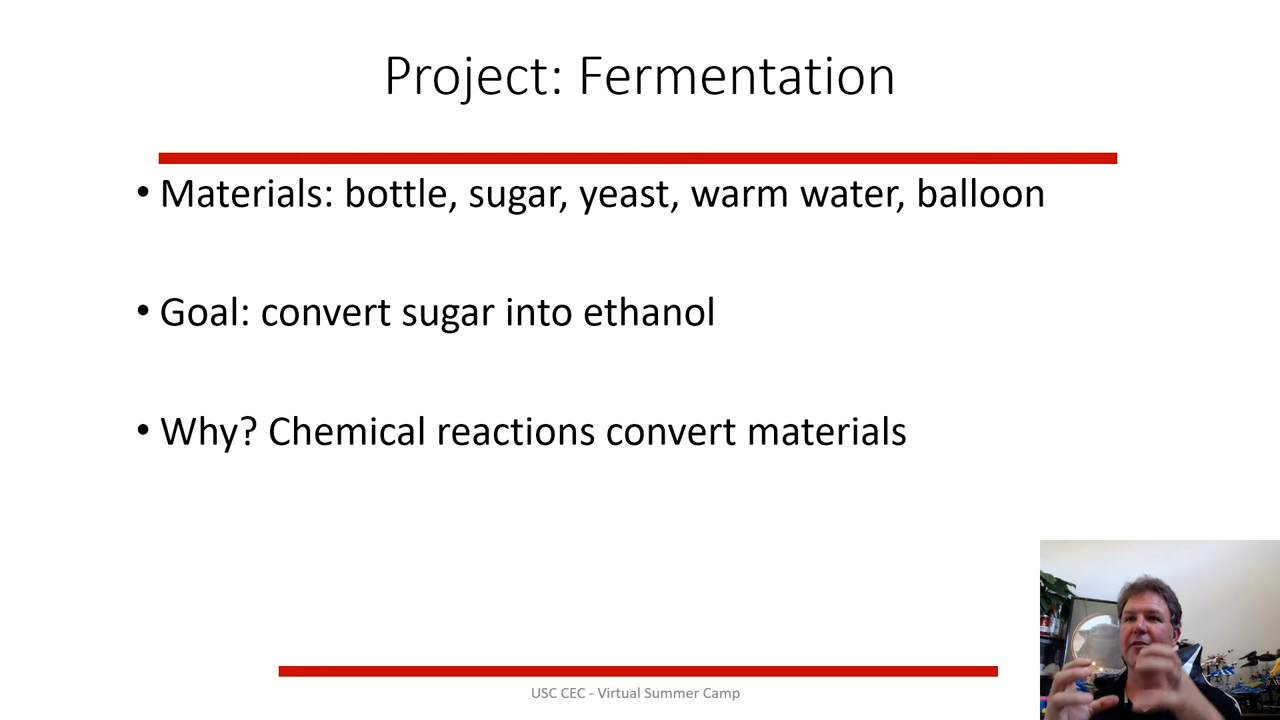 Project: Fermentation
• Materials: bottle, sugar, yeast, warm water, balloon
• Goal: convert sugar into ethanol
• Why? Chemical reactions convert materials
USC CEC - Virtual Summer Camp